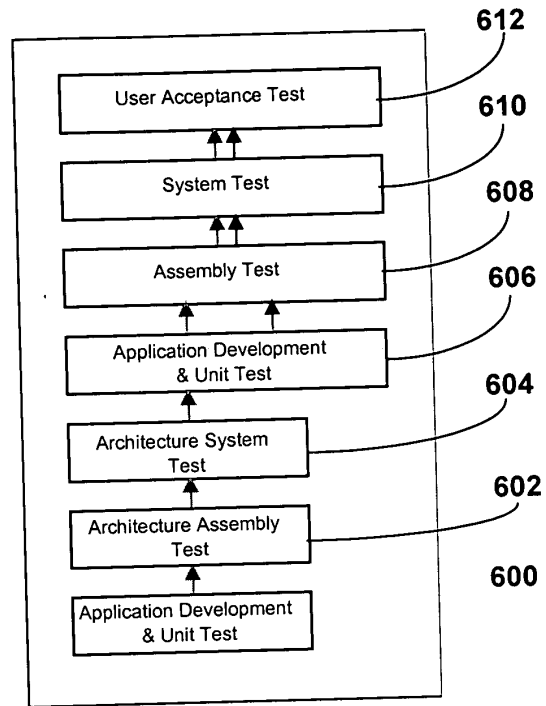 612
User Acceptance Test
610
System Test
608
Assembly Test
606
Application Development
& Unit Test
604
Architecture System
Test
602
Architecture Assembly
Test
600
Application Development
& Unit Test